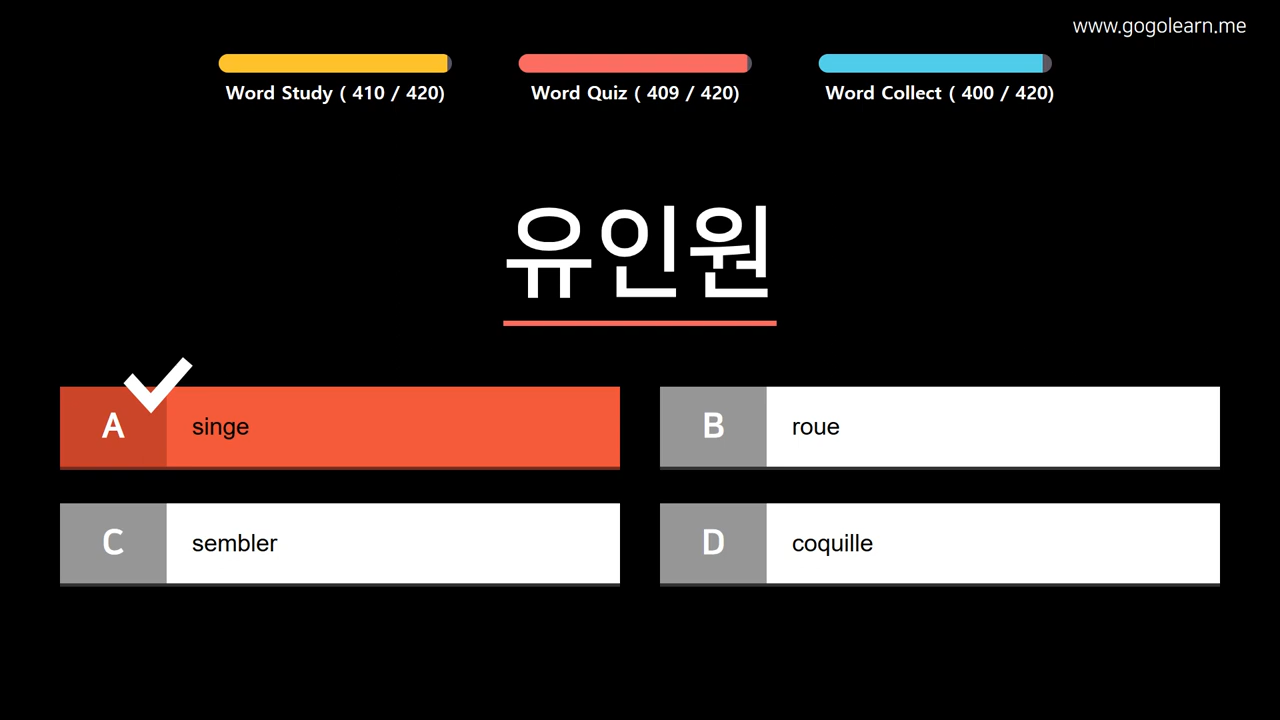 www.gogolearn.me
Word Study ( 410 / 420)
Word Quiz ( 409 / 420)
Word Collect ( 400 / 420)
유인원
A singe
B roue
C sembler
D coquille